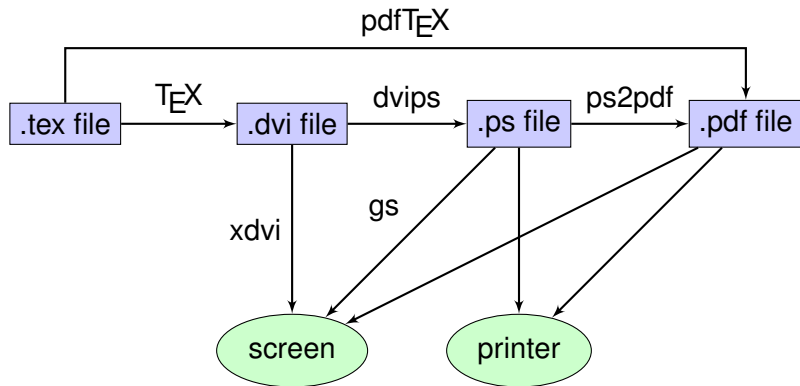 pdfTEX
TEX
dvips
ps2pdf
.tex file
.dvi file
.ps file
.pdf file
xdvi
gs
screen
printer